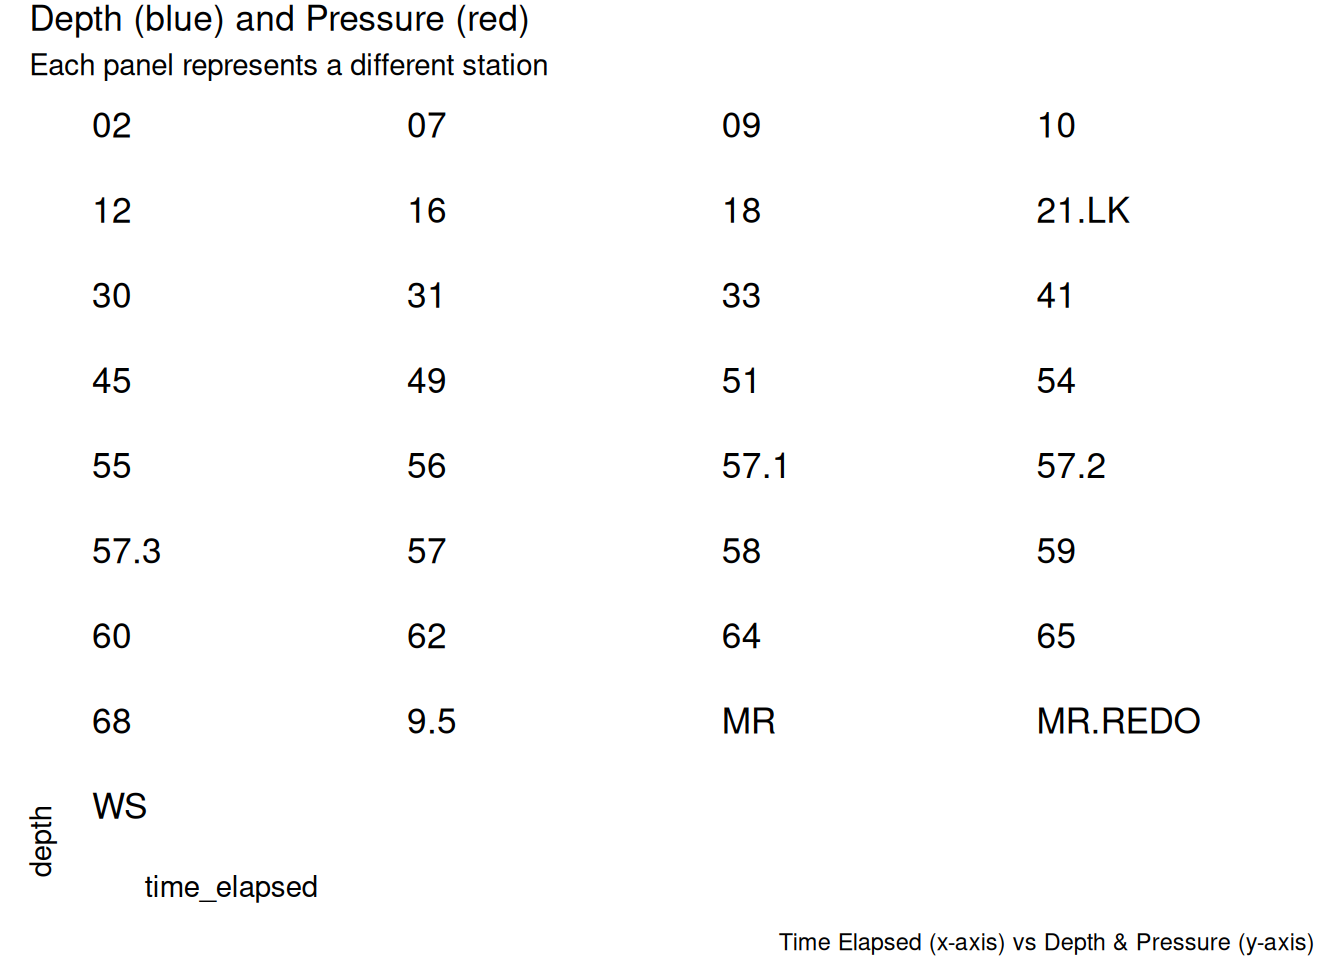 Depth (blue) and Pressure (red)
Each panel represents a different station
02 07 09 10
12 16 18 21.LK
30 31 33 41
45 49 51 54
55 56 57.1 57.2
57.3 57 58 59
60 62 64 65
68 9.5 MR MR.REDO
WS
depth
time_elapsed
Time Elapsed (x-axis) vs Depth & Pressure (y-axis)